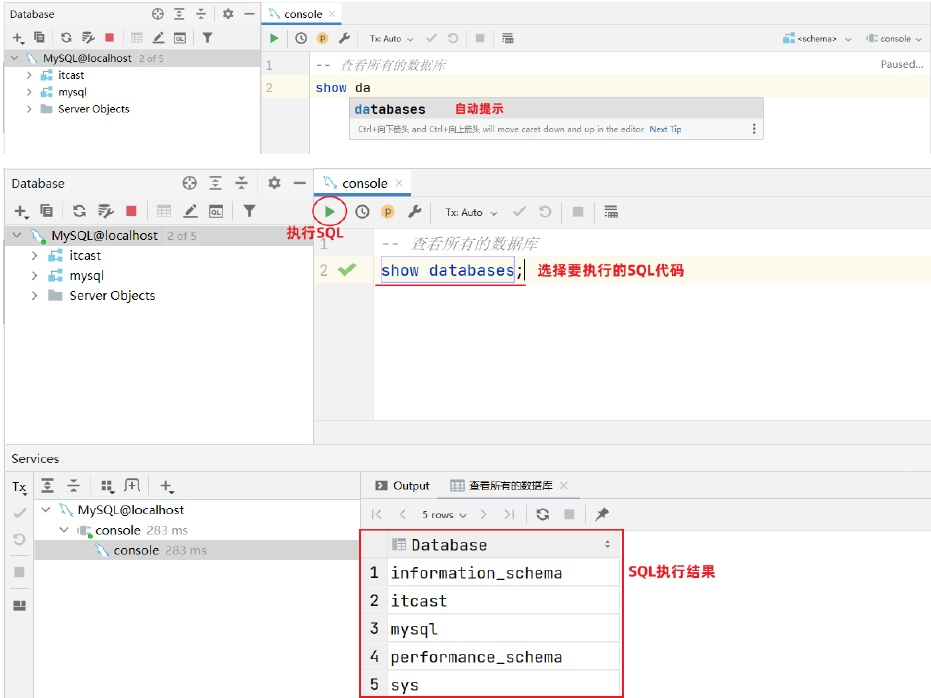 Database
console
Tx: Auto
<schema>
console
MySQL@localhost 2 of 5
itcast
mysql
Server Objects
1 -- 查看所有的数据库
Paused...
2 show da
databases 自动提示
Ctrl+向下箭头 and Ctrl+向上箭头 will move caret down and up in the editor Next Tip
Database
console
Tx: Auto
MySQL@localhost 2 of 5
执行SQL
itcast
mysql
Server Objects
1 -- 查看所有的数据库
2 show databases; 选择要执行的SQL代码
Services
Tx
MySQL@localhost
console 283 ms
console 283 ms
Output 查看所有的数据库
5 rows
Database
1 information_schema
2 itcast
3 mysql
4 performance_schema
5 sys
SQL执行结果